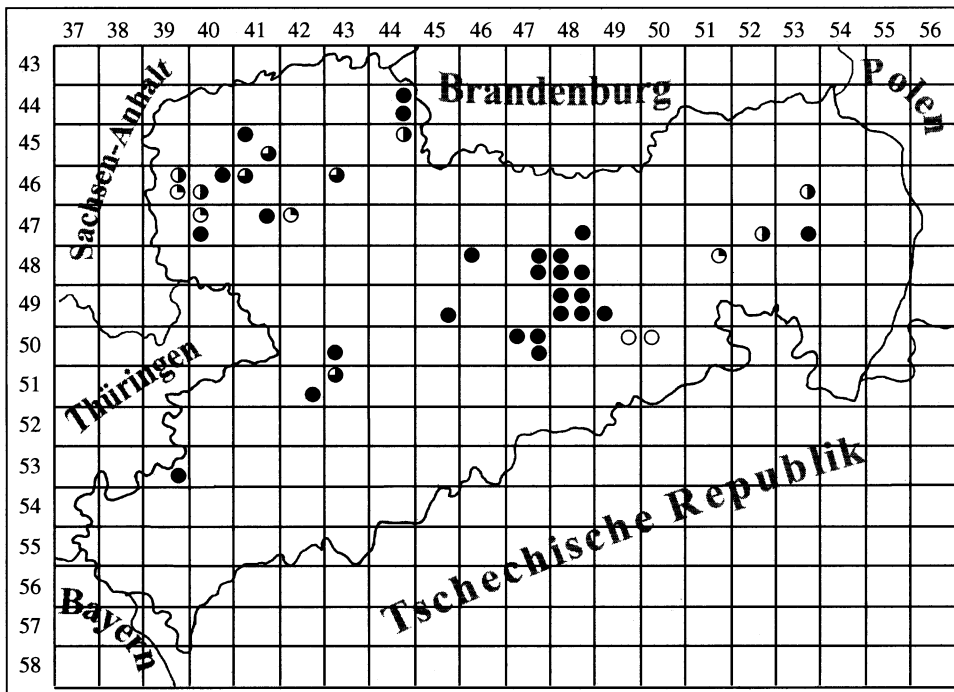 37 38 39 40 41 42 43 44 45 46 47 48 49 50 51 52 53 54 55 56
43
44
45
46
47
48
49
50
51
52
53
54
55
56
57
58
Sachsen-Anhalt
Brandenburg
Polen
Thüringen
Bayern
Tschechische Republik